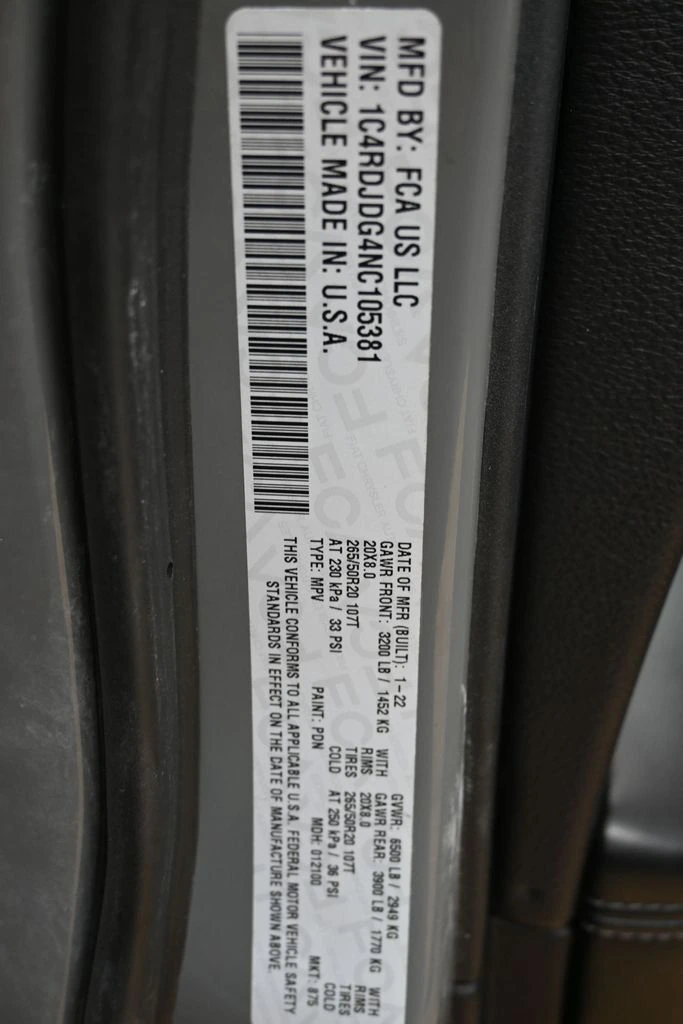 MFD BY: FCA US LLC
VIN: 1C4RDJDG4NC105381
VEHICLE MADE IN: U.S.A.
DATE OF MFR (BUILT): 1-22 GVWR: 6500 LB / 2949 KG
GAWR FRONT: 3200 LB / 1452 KG WITH GAWR REAR: 3900 LB / 1770 KG WITH
20X8.0 RIMS 20X8.0 RIMS
265/50R20 107T TIRES 265/50R20 107T TIRES
AT 230 kPa / 33 PSI COLD AT 250 kPa / 36 PSI COLD
TYPE: MPV PAINT: PDN MDH: 012100 MKT: 875
THIS VEHICLE CONFORMS TO ALL APPLICABLE U.S.A. FEDERAL MOTOR VEHICLE SAFETY
STANDARDS IN EFFECT ON THE DATE OF MANUFACTURE SHOWN ABOVE.